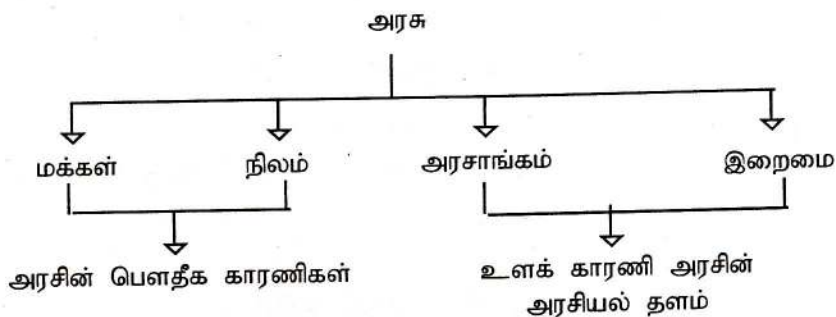 அரசு
மக்கள் நிலம் அரசாங்கம் இறைமை
அரசின் பௌதீக காரணிகள்
உளக் காரணி அரசின்
அரசியல் தளம்